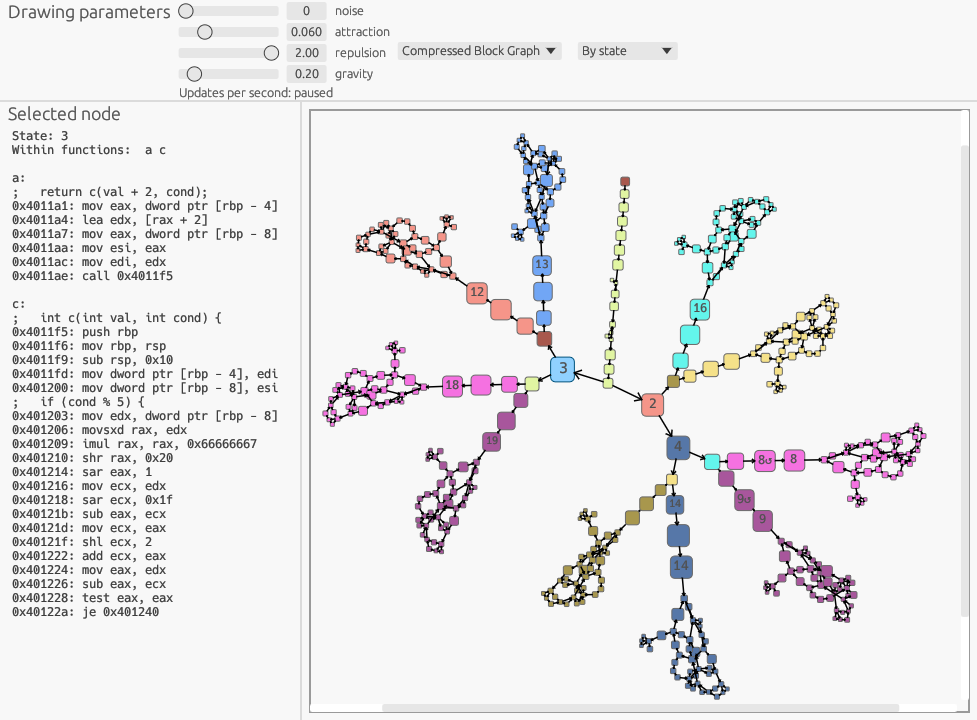 Drawing parameters
0 noise
0.060 attraction
2.00 repulsion
Compressed Block Graph
By state
0.20 gravity
Updates per second: paused
Selected node
State: 3
Within functions:  a c
a:
;   return c(val + 2, cond);
0x4011a1: mov eax, dword ptr [rbp - 4]
0x4011a4: lea edx, [rax + 2]
0x4011a7: mov eax, dword ptr [rbp - 8]
0x4011aa: mov esi, eax
0x4011ac: mov edi, edx
0x4011ae: call 0x4011f5
c:
;   int c(int val, int cond) {
0x4011f5: push rbp
0x4011f6: mov rbp, rsp
0x4011f9: sub rsp, 0x10
0x4011fd: mov dword ptr [rbp - 4], edi
0x401200: mov dword ptr [rbp - 8], esi
;   if (cond % 5) {
0x401203: mov edx, dword ptr [rbp - 8]
0x401206: movsxd rax, edx
0x401209: imul rax, rax, 0x66666667
0x401210: shr rax, 0x20
0x401214: sar eax, 1
0x401216: mov ecx, edx
0x401218: sar ecx, 0x1f
0x40121b: sub eax, ecx
0x40121d: mov ecx, eax
0x40121f: shl ecx, 2
0x401222: add ecx, eax
0x401224: mov eax, edx
0x401226: sub eax, ecx
0x401228: test eax, eax
0x40122a: je 0x401240
13
12
16
3
18
2
19
4
8↺
8
9↺
14
9
14